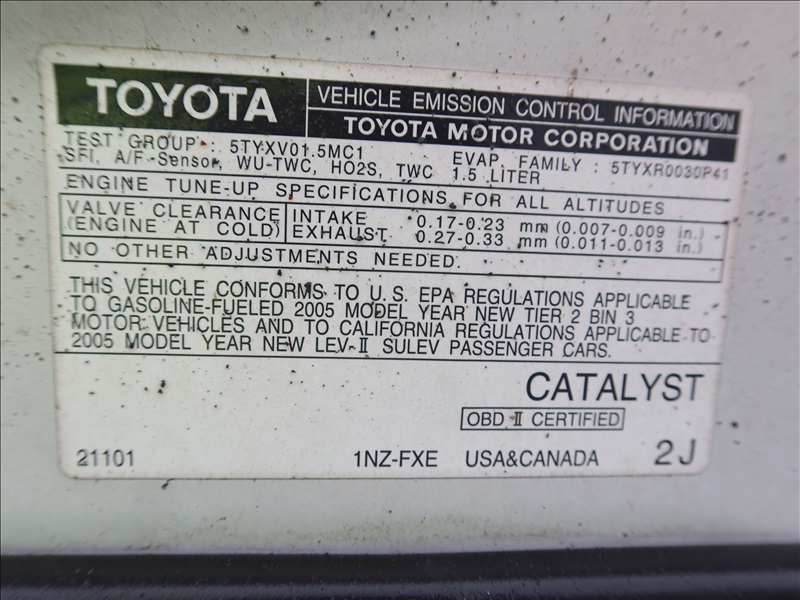 TOYOTA
VEHICLE EMISSION CONTROL INFORMATION
TOYOTA MOTOR CORPORATION
TEST GROUP : 5TYXV01.5MC1 EVAP. FAMILY : 5TYXR0030P41
SFI, A/F-Sensor, WU-TWC, HO2S, TWC 1.5 LITER
ENGINE TUNE-UP SPECIFICATIONS FOR ALL ALTITUDES
VALVE CLEARANCE INTAKE 0.17-0.23 mm (0.007-0.009 in.)
(ENGINE AT COLD) EXHAUST 0.27-0.33 mm (0.011-0.013 in.)
NO OTHER ADJUSTMENTS NEEDED.
THIS VEHICLE CONFORMS TO U.S. EPA REGULATIONS APPLICABLE
TO GASOLINE-FUELED 2005 MODEL YEAR NEW TIER 2 BIN 3
MOTOR VEHICLES AND TO CALIFORNIA REGULATIONS APPLICABLE TO
2005 MODEL YEAR NEW LEV-Ⅱ SULEV PASSENGER CARS.
CATALYST
OBD Ⅱ CERTIFIED
21101 1NZ-FXE USA&CANADA 2J